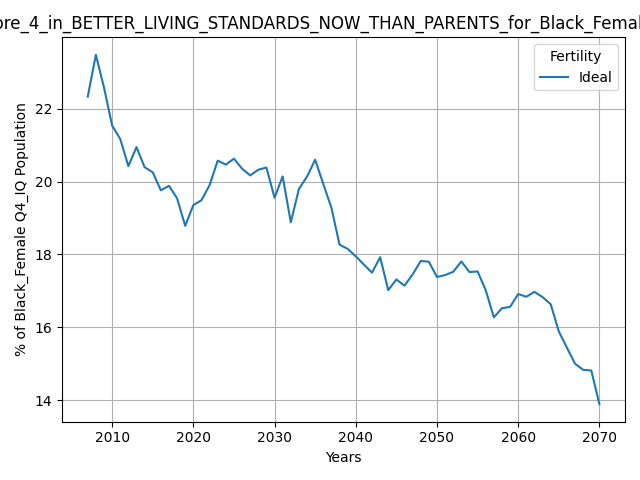 ore_4_in_BETTER_LIVING_STANDARDS_NOW_THAN_PARENTS_for_Black_Femal
Fertility
Ideal
% of Black_Female Q4_IQ Population
22
20
18
16
14
2010 2020 2030 2040 2050 2060 2070
Years